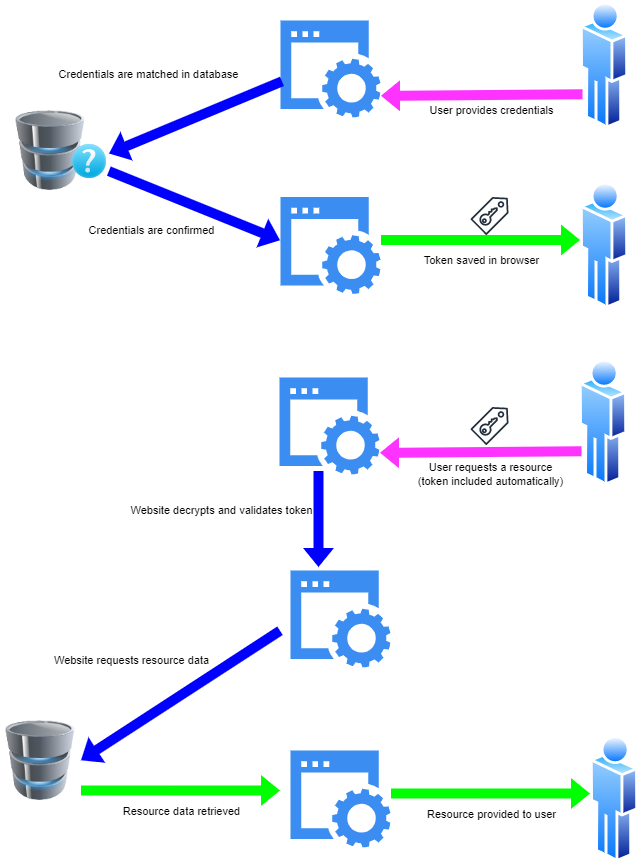 Credentials are matched in database
User provides credentials
?
Credentials are confirmed
Token saved in browser
User requests a resource
(token included automatically)
Website decrypts and validates token
Website requests resource data
Resource data retrieved
Resource provided to user